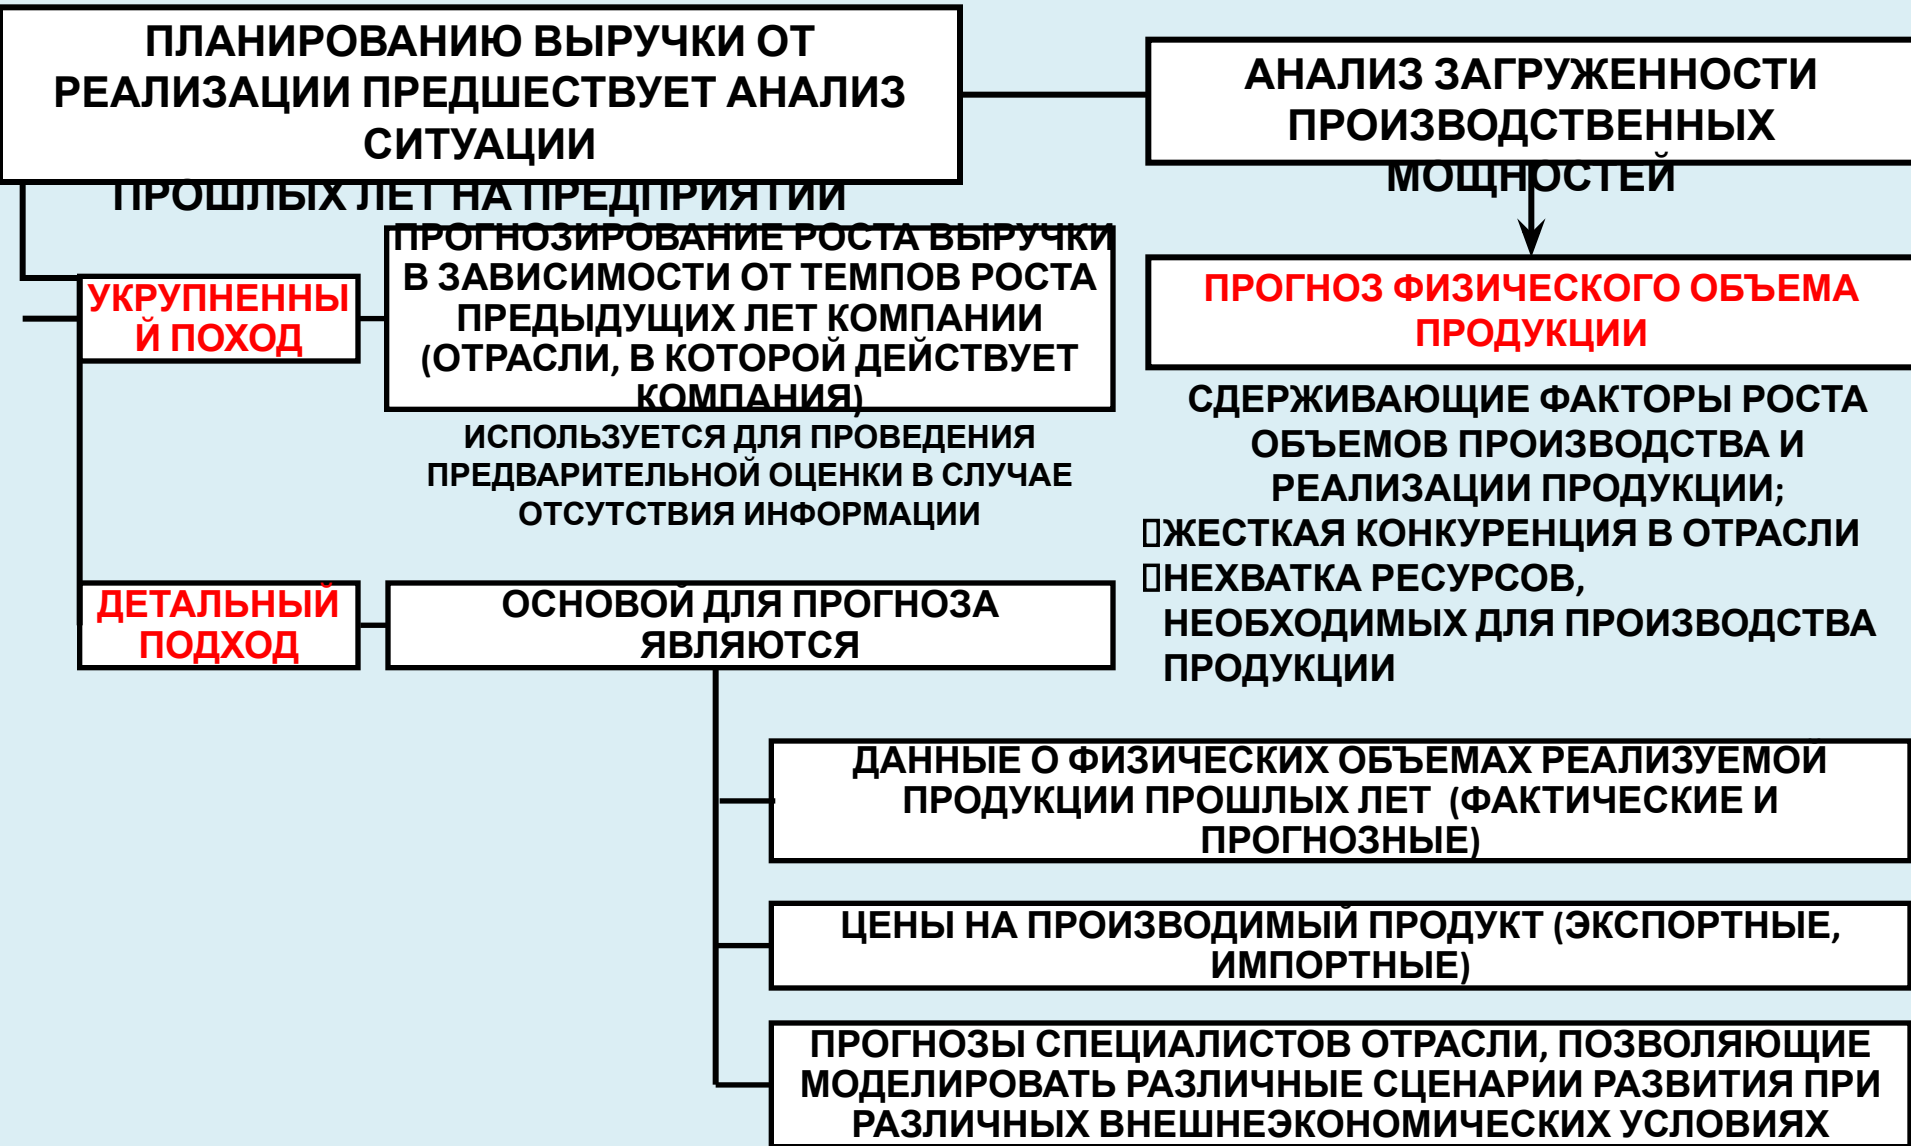 ПЛАНИРОВАНИЮ ВЫРУЧКИ ОТ
РЕАЛИЗАЦИИ ПРЕДШЕСТВУЕТ АНАЛИЗ
СИТУАЦИИ
ПРОШЛЫХ ЛЕТ НА ПРЕДПРИЯТИИ
АНАЛИЗ ЗАГРУЖЕННОСТИ
ПРОИЗВОДСТВЕННЫХ
МОЩНОСТЕЙ
УКРУПНЕННЫ
Й ПОХОД
ПРОГНОЗИРОВАНИЕ РОСТА ВЫРУЧКИ
В ЗАВИСИМОСТИ ОТ ТЕМПОВ РОСТА
ПРЕДЫДУЩИХ ЛЕТ КОМПАНИИ
(ОТРАСЛИ, В КОТОРОЙ ДЕЙСТВУЕТ
КОМПАНИЯ)
ИСПОЛЬЗУЕТСЯ ДЛЯ ПРОВЕДЕНИЯ
ПРЕДВАРИТЕЛЬНОЙ ОЦЕНКИ В СЛУЧАЕ
ОТСУТСТВИЯ ИНФОРМАЦИИ
ПРОГНОЗ ФИЗИЧЕСКОГО ОБЪЕМА
ПРОДУКЦИИ
СДЕРЖИВАЮЩИЕ ФАКТОРЫ РОСТА
ОБЪЕМОВ ПРОИЗВОДСТВА И
РЕАЛИЗАЦИИ ПРОДУКЦИИ;
ЖЕСТКАЯ КОНКУРЕНЦИЯ В ОТРАСЛИ
НЕХВАТКА РЕСУРСОВ,
НЕОБХОДИМЫХ ДЛЯ ПРОИЗВОДСТВА
ПРОДУКЦИИ
ДЕТАЛЬНЫЙ
ПОДХОД
ОСНОВОЙ ДЛЯ ПРОГНОЗА
ЯВЛЯЮТСЯ
ДАННЫЕ О ФИЗИЧЕСКИХ ОБЪЕМАХ РЕАЛИЗУЕМОЙ
ПРОДУКЦИИ ПРОШЛЫХ ЛЕТ (ФАКТИЧЕСКИЕ И
ПРОГНОЗНЫЕ)
ЦЕНЫ НА ПРОИЗВОДИМЫЙ ПРОДУКТ (ЭКСПОРТНЫЕ,
ИМПОРТНЫЕ)
ПРОГНОЗЫ СПЕЦИАЛИСТОВ ОТРАСЛИ, ПОЗВОЛЯЮЩИЕ
МОДЕЛИРОВАТЬ РАЗЛИЧНЫЕ СЦЕНАРИИ РАЗВИТИЯ ПРИ
РАЗЛИЧНЫХ ВНЕШНЕЭКОНОМИЧЕСКИХ УСЛОВИЯХ